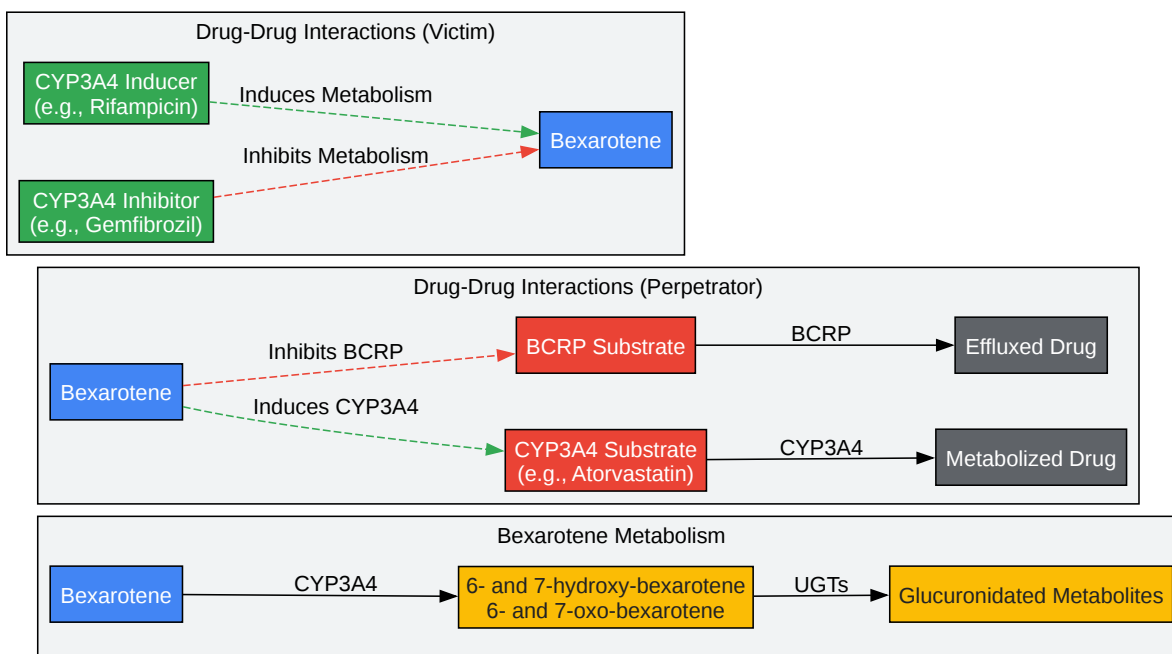 Drug-Drug Interactions (Victim)
CYP3A4 Inducer
(e.g., Rifampicin)
Induces Metabolism
Bexarotene
Inhibits Metabolism
CYP3A4 Inhibitor
(e.g., Gemfibrozil)
Drug-Drug Interactions (Perpetrator)
Bexarotene
Inhibits BCRP
BCRP Substrate
BCRP
Effluxed Drug
Induces CYP3A4
CYP3A4 Substrate
(e.g., Atorvastatin)
CYP3A4
Metabolized Drug
Bexarotene Metabolism
Bexarotene
CYP3A4
6- and 7-hydroxy-bexarotene
6- and 7-oxo-bexarotene
UGTs
Glucuronidated Metabolites